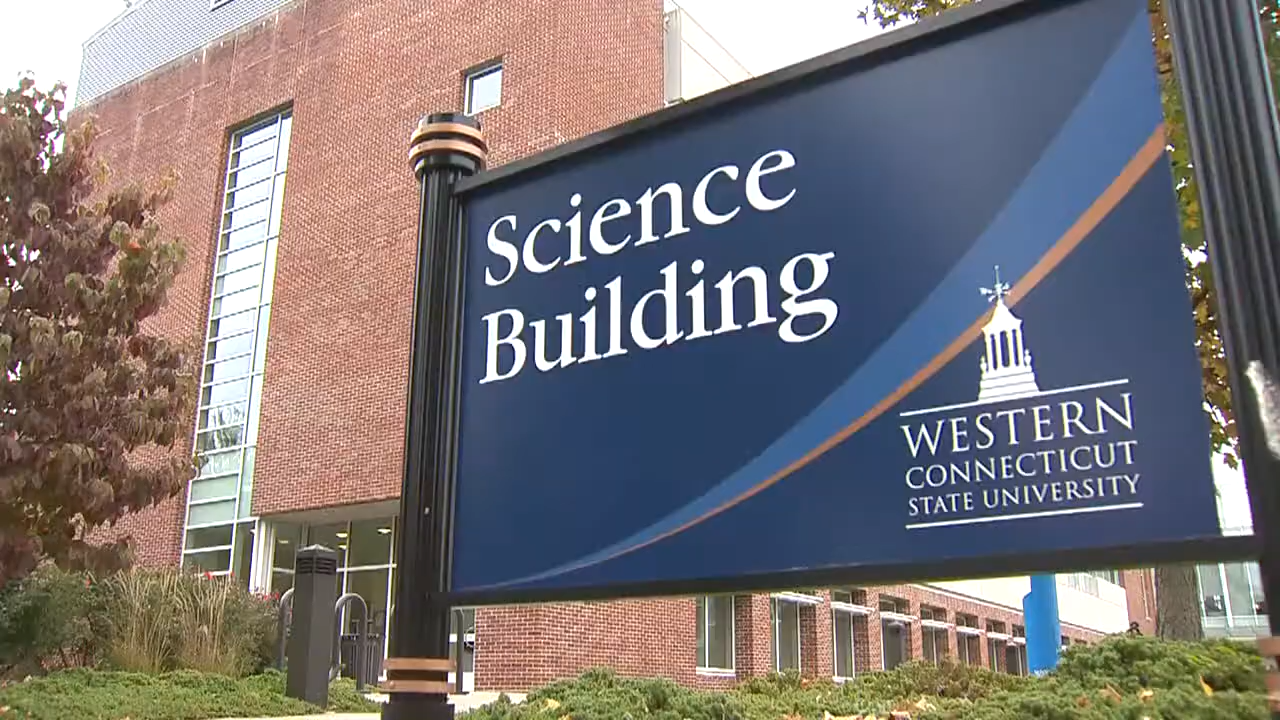 Science
Building
WESTERN
CONNECTICUT
STATE UNIVERSITY